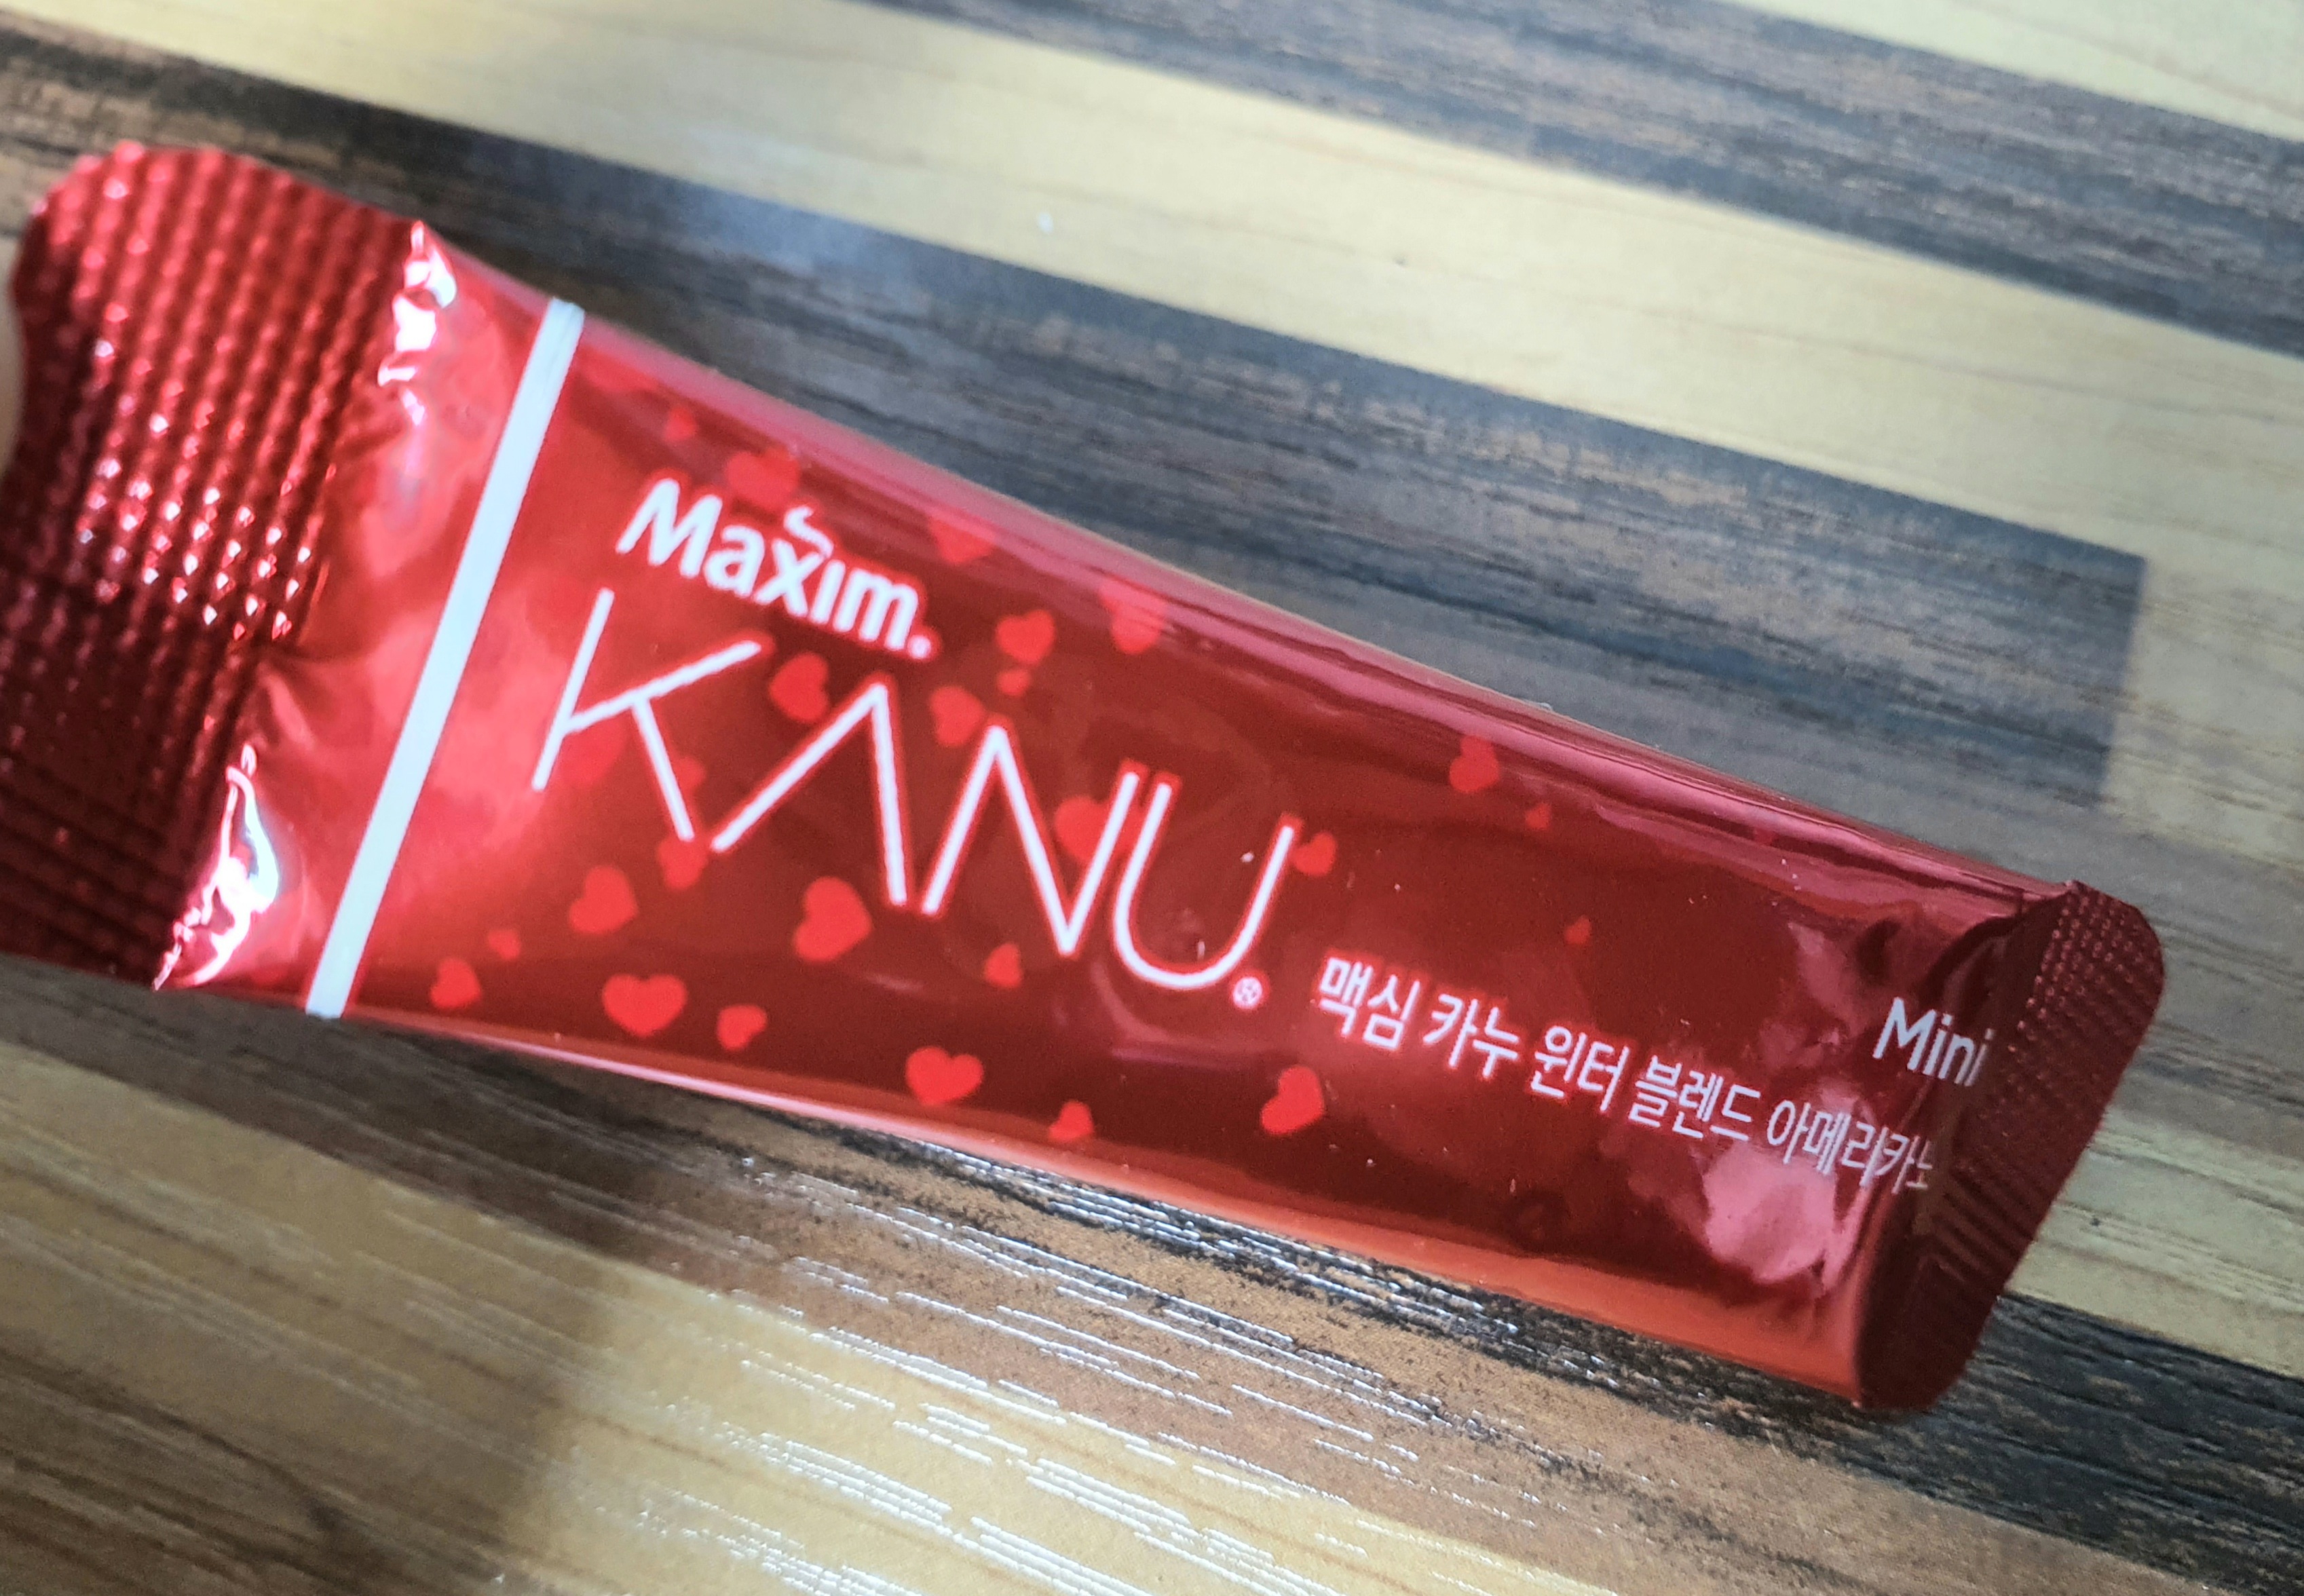 Maxim
KANU
맥심 카누 윈터 블렌드 아메리카노
Mini